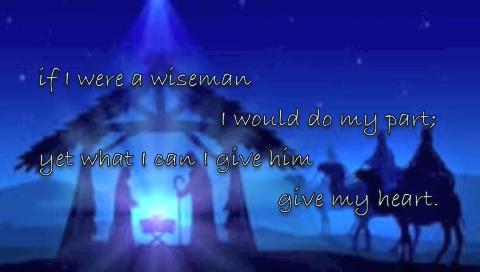 if I were a wiseman
I would do my part;
yet what I can I give him
give my heart.